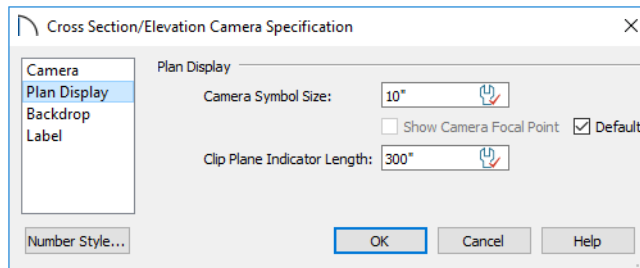 Cross Section/Elevation Camera Specification
Camera
Plan Display
Backdrop
Label
Plan Display
Camera Symbol Size: 10"
Show Camera Focal Point Default
Clip Plane Indicator Length: 300"
Number Style... OK Cancel Help